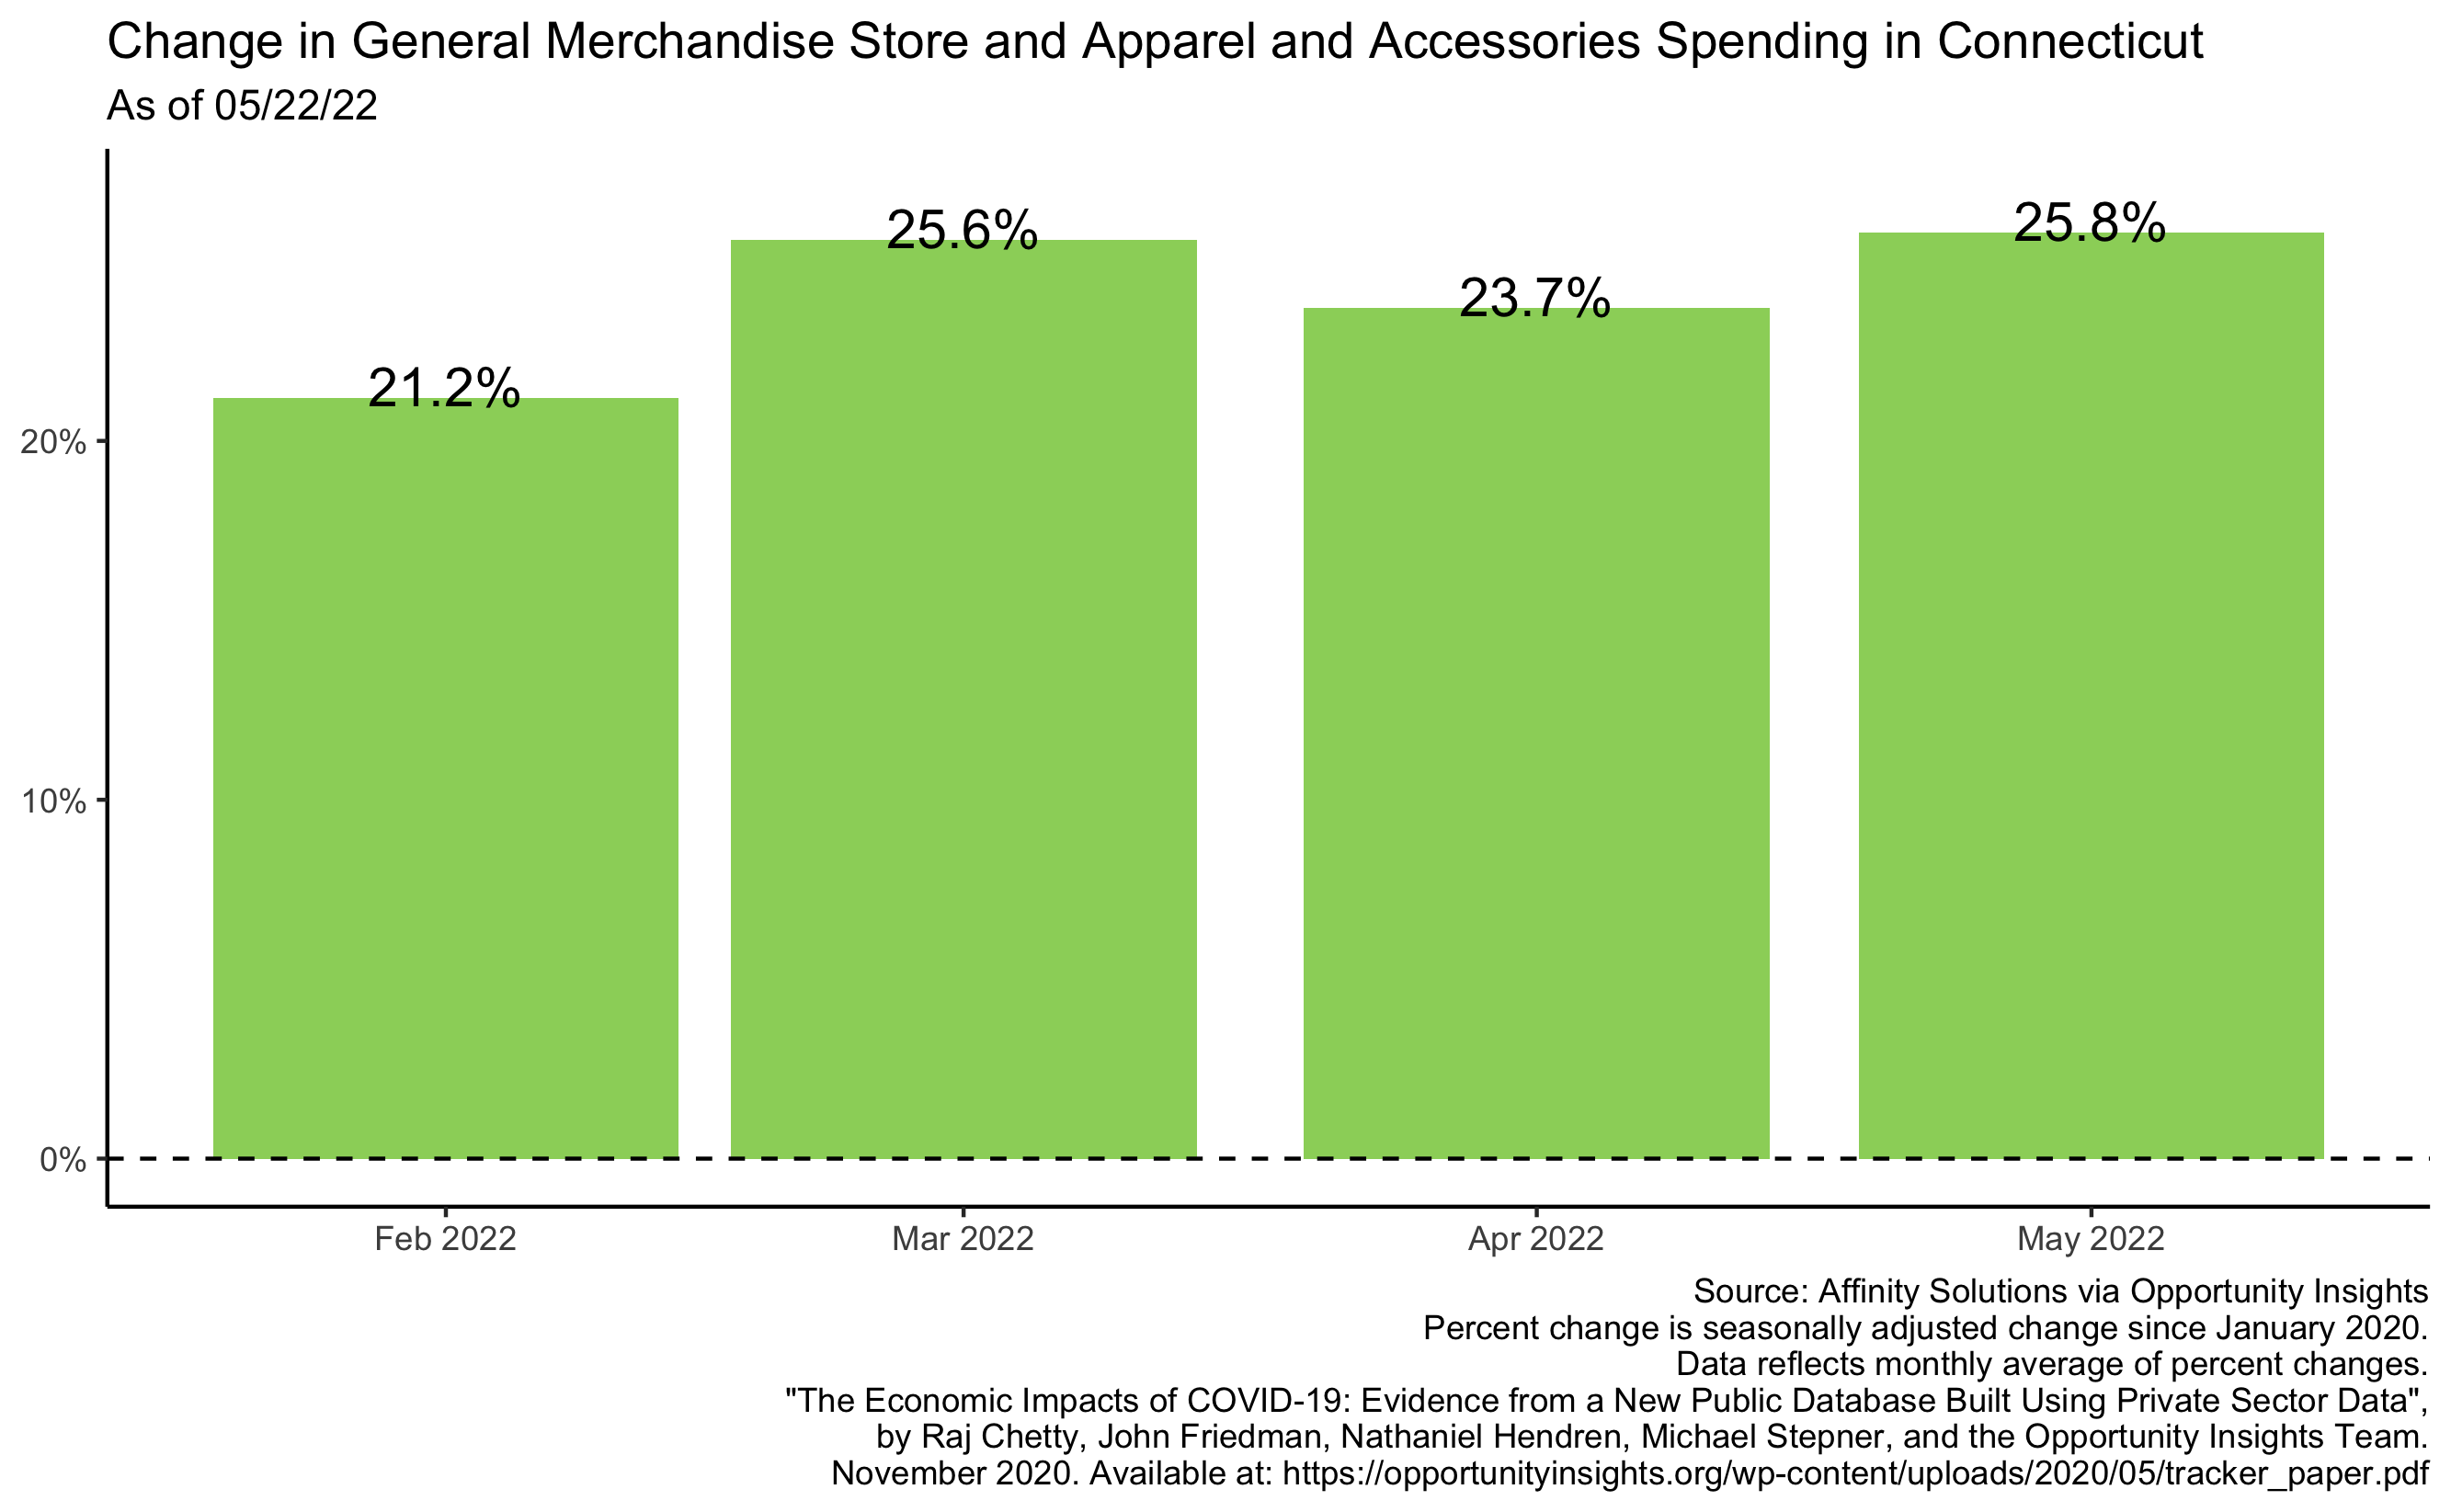 Change in General Merchandise Store and Apparel and Accessories Spending in Connecticut
As of 05/22/22
21.2%
25.6%
23.7%
25.8%
20%
10%
0%
Feb 2022
Mar 2022
Apr 2022
May 2022
Source: Affinity Solutions via Opportunity Insights
Percent change is seasonally adjusted change since January 2020.
Data reflects monthly average of percent changes.
"The Economic Impacts of COVID-19: Evidence from a New Public Database Built Using Private Sector Data",
by Raj Chetty, John Friedman, Nathaniel Hendren, Michael Stepner, and the Opportunity Insights Team.
November 2020. Available at: https://opportunityinsights.org/wp-content/uploads/2020/05/tracker_paper.pdf